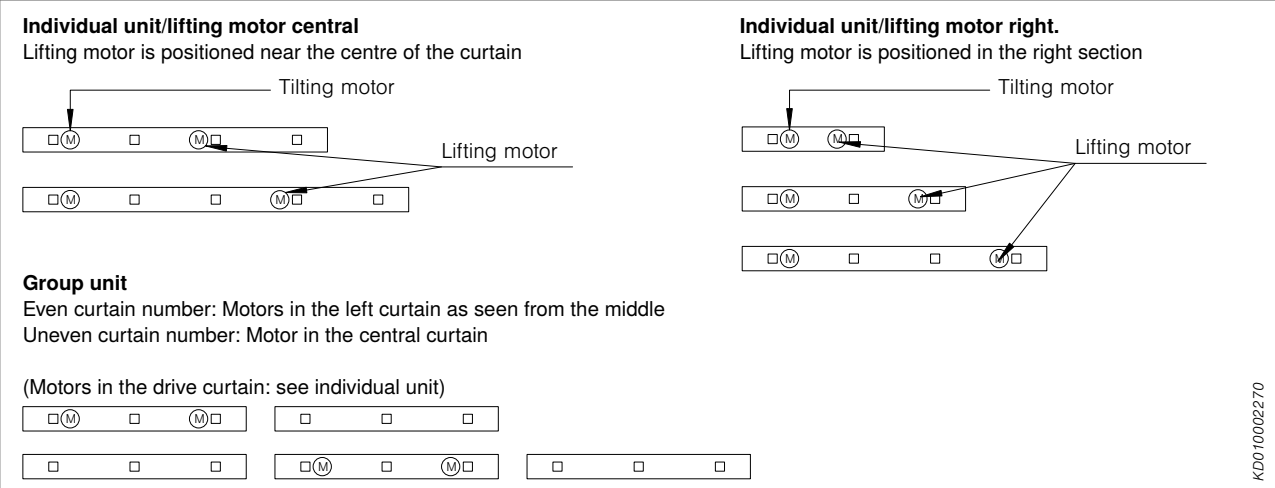 Individual unit/lifting motor central
Lifting motor is positioned near the centre of the curtain
Tilting motor
M M
Lifting motor
M M
Individual unit/lifting motor right.
Lifting motor is positioned in the right section
Tilting motor
M M
Lifting motor
M M
M M
Group unit
Even curtain number: Motors in the left curtain as seen from the middle
Uneven curtain number: Motor in the central curtain
(Motors in the drive curtain: see individual unit)
M M
M M
KD010002270